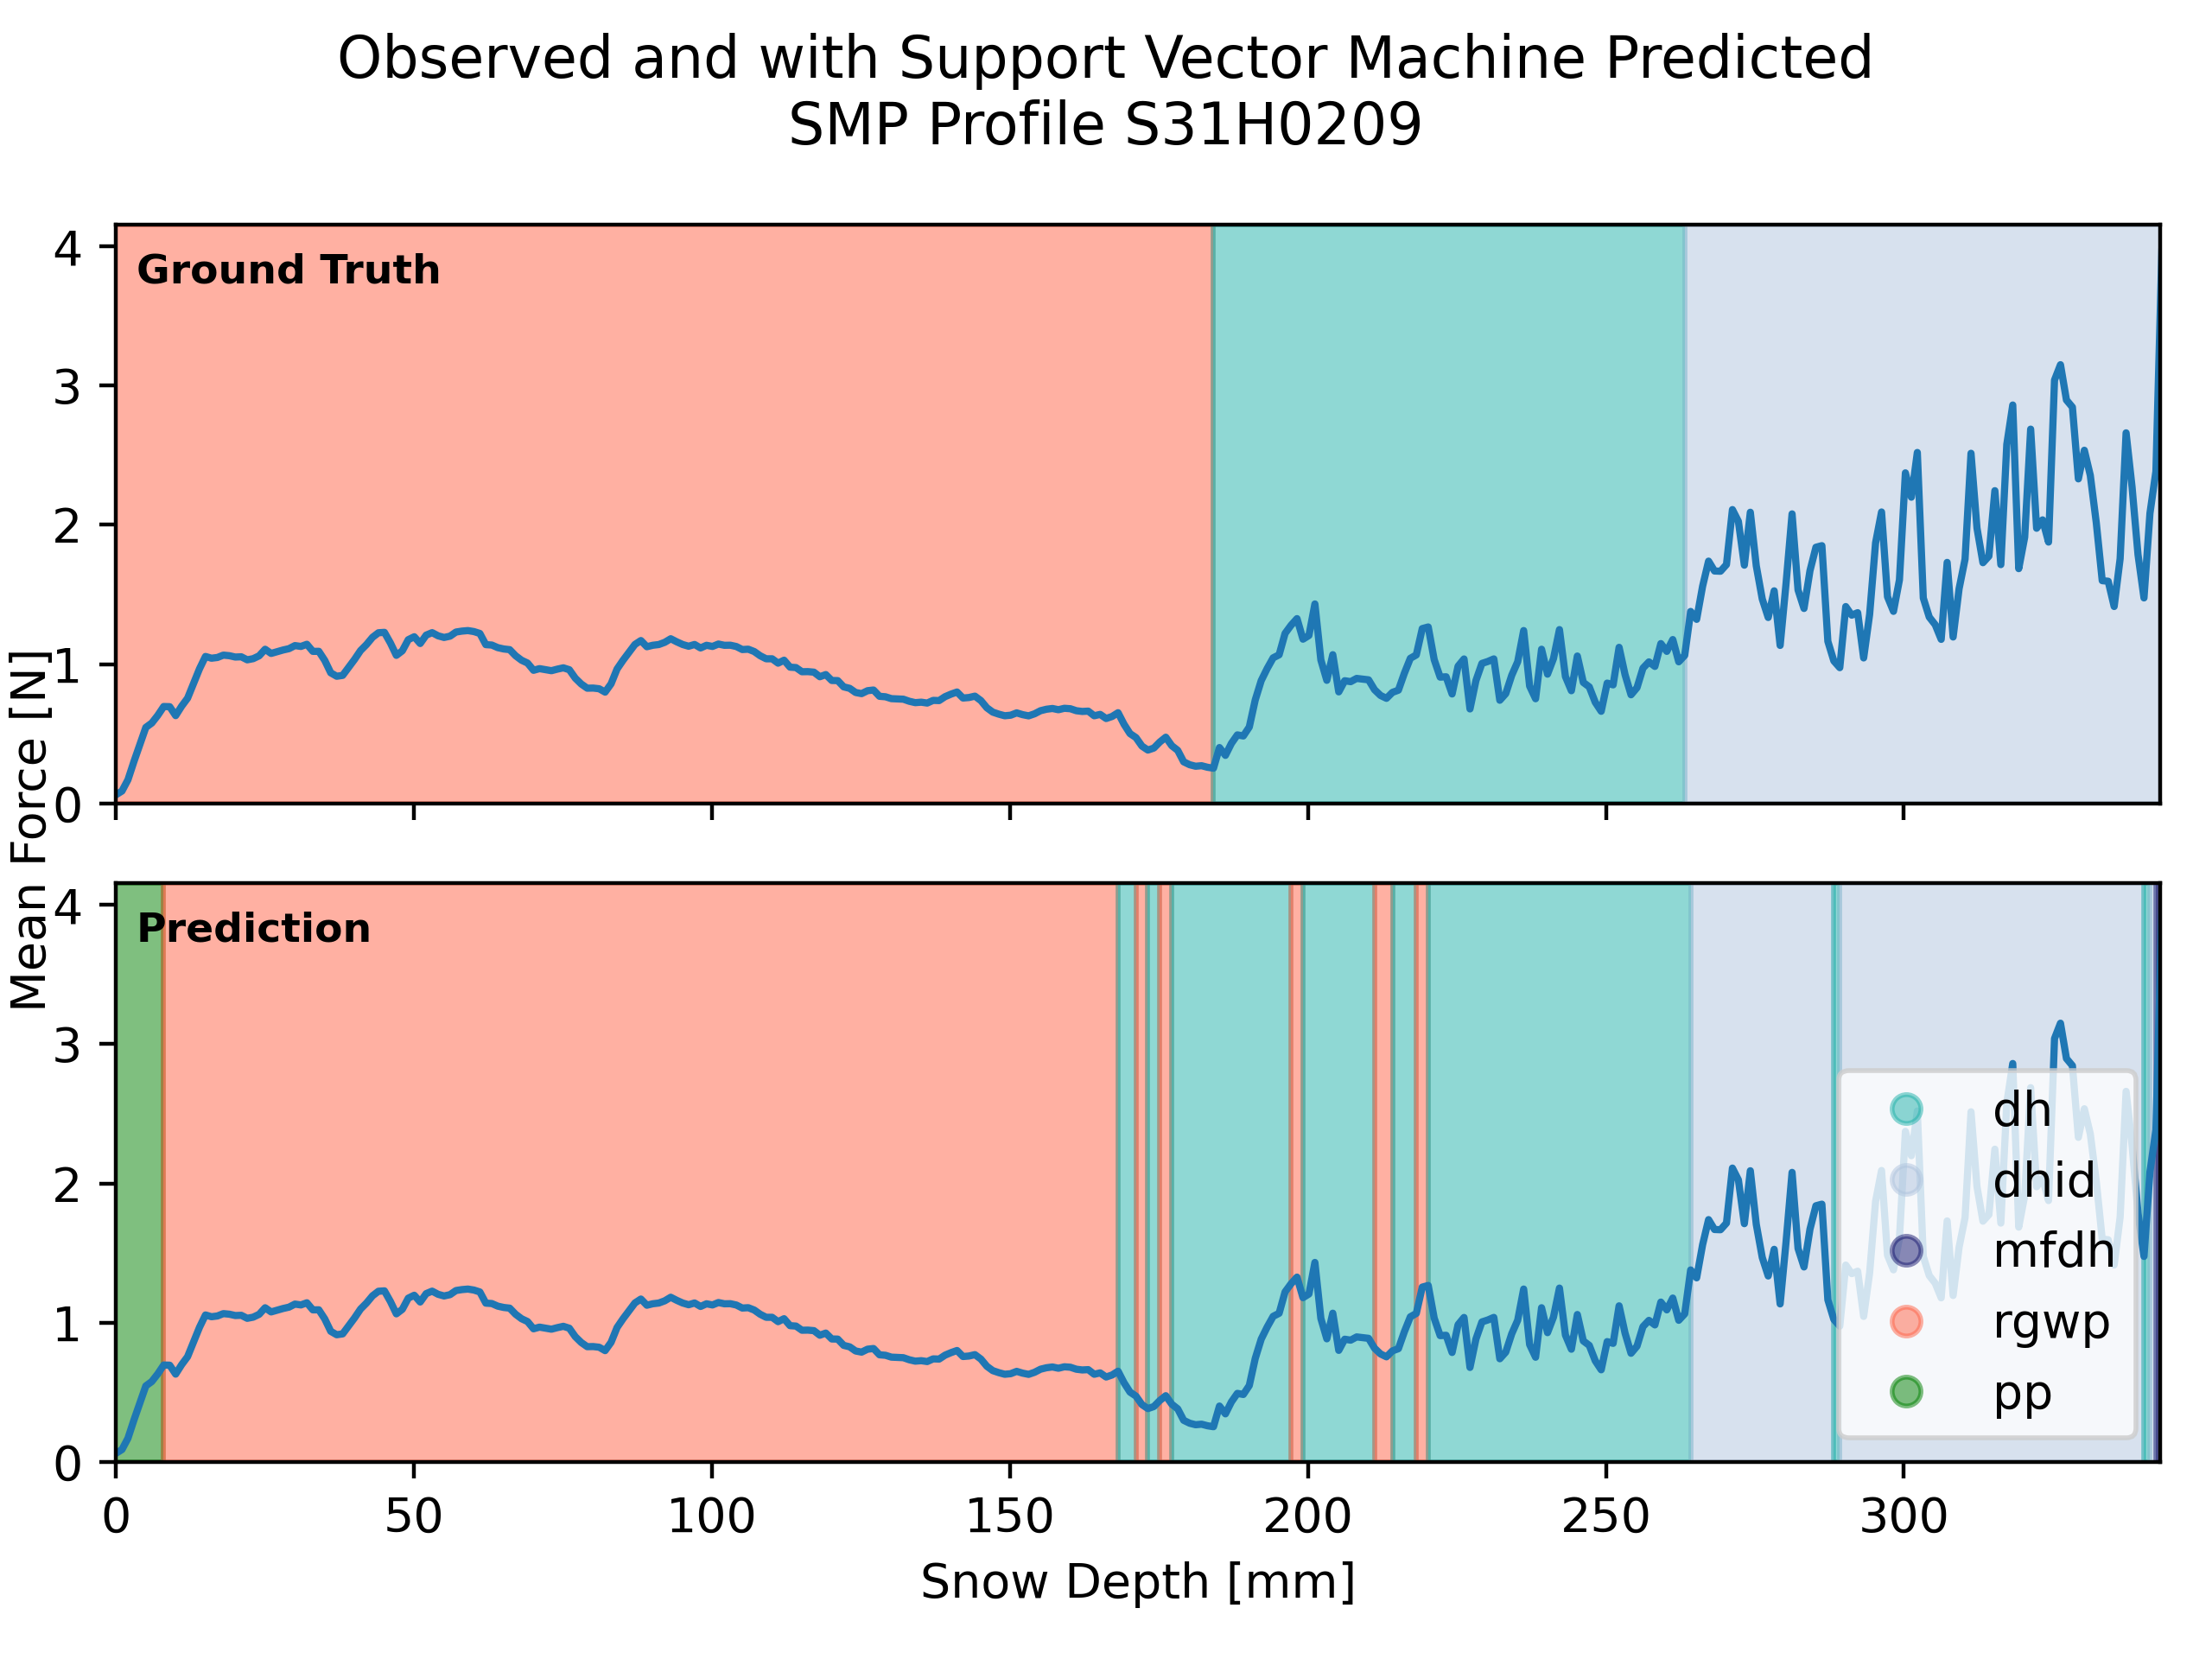 Observed and with Support Vector Machine Predicted
SMP Profile S31H0209
Ground Truth
4
3
2
1
0
Mean Force [N]
Prediction
4
3
2
1
0
dh
dhid
mfdh
rgwp
pp
0 50 100 150 200 250 300
Snow Depth [mm]